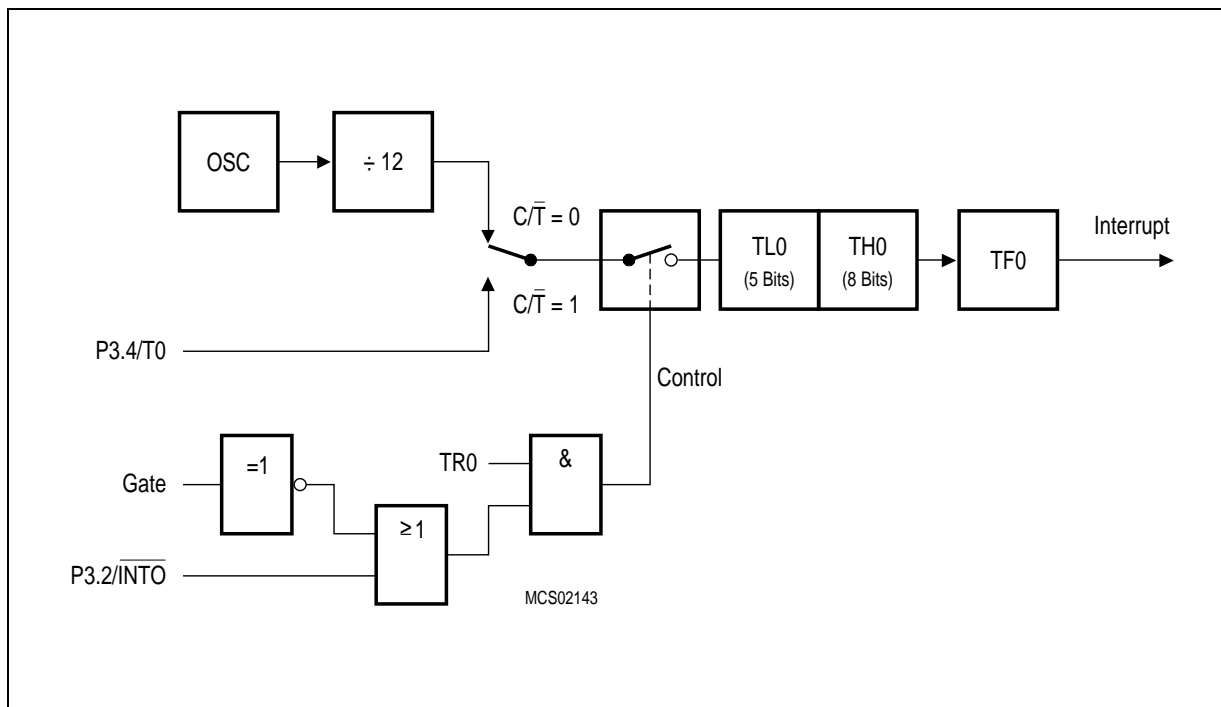 OSC
÷ 12
C/T̅ = 0
C/T̅ = 1
P3.4/T0
TL0
(5 Bits)
TH0
(8 Bits)
TF0
Interrupt
Control
Gate
=1
P3.2/I̅N̅T̅O̅
≥ 1
TR0
&
MCS02143